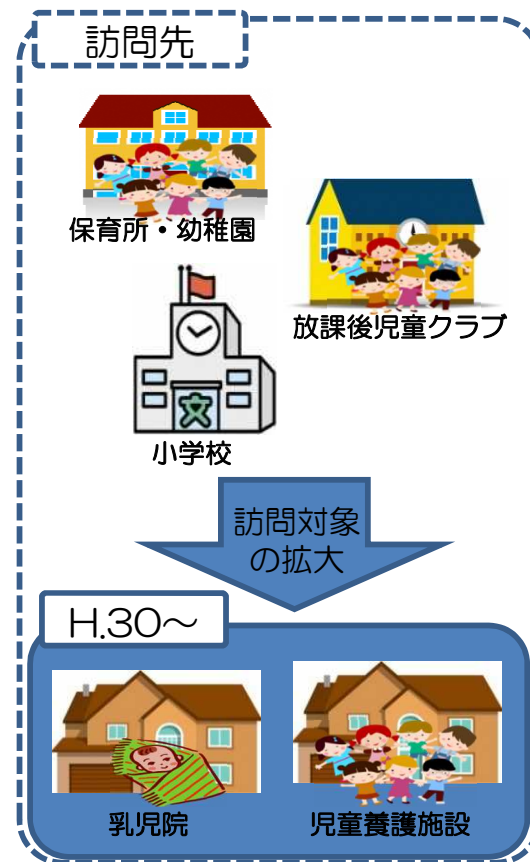 訪問先
保育所・幼稚園
放課後児童クラブ
文
小学校
訪問対象
の拡大
H.30～
乳児院
児童養護施設